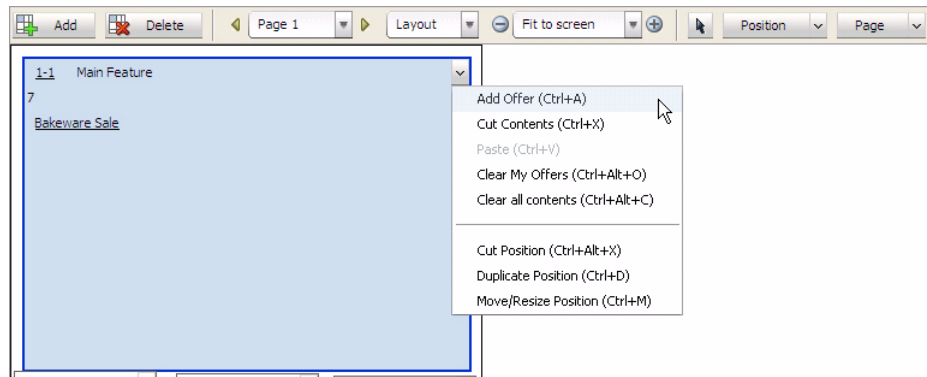 Add Delete Page 1 Layout Fit to screen Position Page
1-1 Main Feature
7
Bakeware Sale
Add Offer (Ctrl+A)
Cut Contents (Ctrl+X)
Paste (Ctrl+V)
Clear My Offers (Ctrl+Alt+O)
Clear all contents (Ctrl+Alt+C)
Cut Position (Ctrl+Alt+X)
Duplicate Position (Ctrl+D)
Move/Resize Position (Ctrl+M)